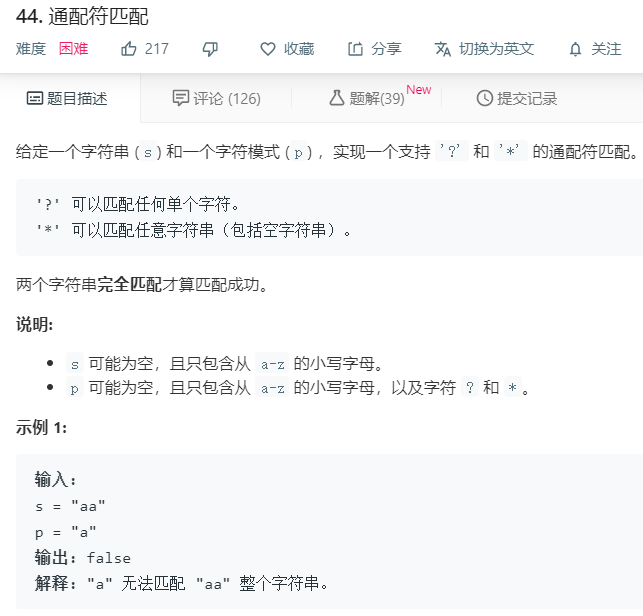 44. 通配符匹配
难度 困难 217 收藏 分享 切换为英文 关注
题目描述 评论 (126) 题解(39) New 提交记录
给定一个字符串 (s) 和一个字符模式 (p) ，实现一个支持 '?' 和 '*' 的通配符匹配。
'?' 可以匹配任何单个字符。
'*' 可以匹配任意字符串（包括空字符串）。
两个字符串完全匹配才算匹配成功。
说明:
s 可能为空，且只包含从 a-z 的小写字母。
p 可能为空，且只包含从 a-z 的小写字母，以及字符 ? 和 *。
示例 1:
输入:
s = "aa"
p = "a"
输出: false
解释: "a" 无法匹配 "aa" 整个字符串。